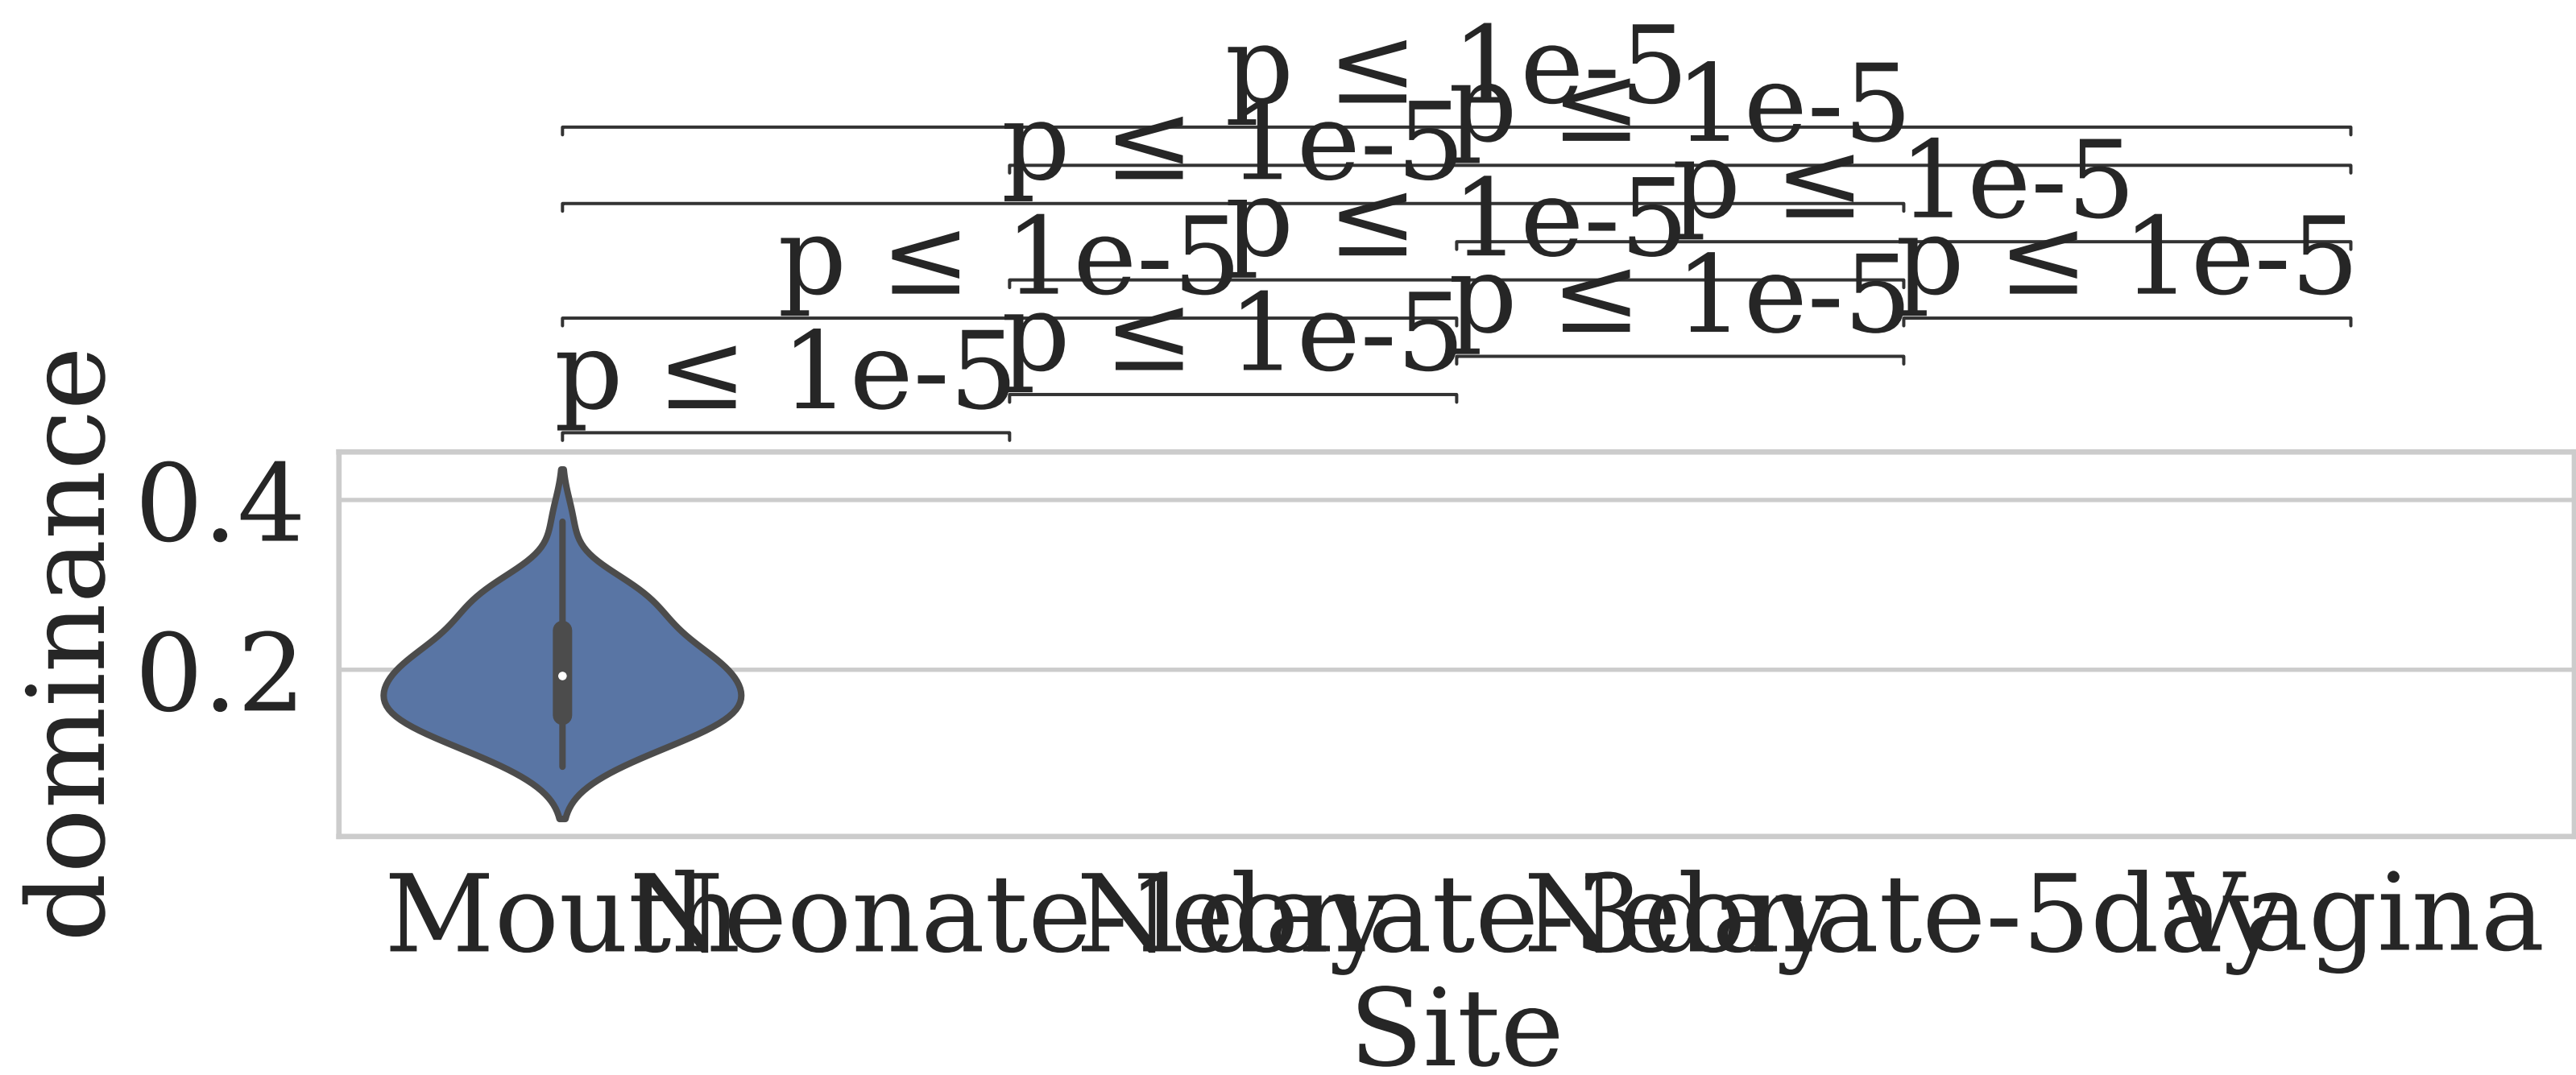 p ≤ 1e-5
p ≤ 1e-5
p ≤ 1e-5
p ≤ 1e-5
p ≤ 1e-5
p ≤ 1e-5
p ≤ 1e-5
p ≤ 1e-5
p ≤ 1e-5
p ≤ 1e-5
dominance
0.4
0.2
Mouth
Neonate-1day
Neonate-3day
Neonate-5day
Vagina
Site